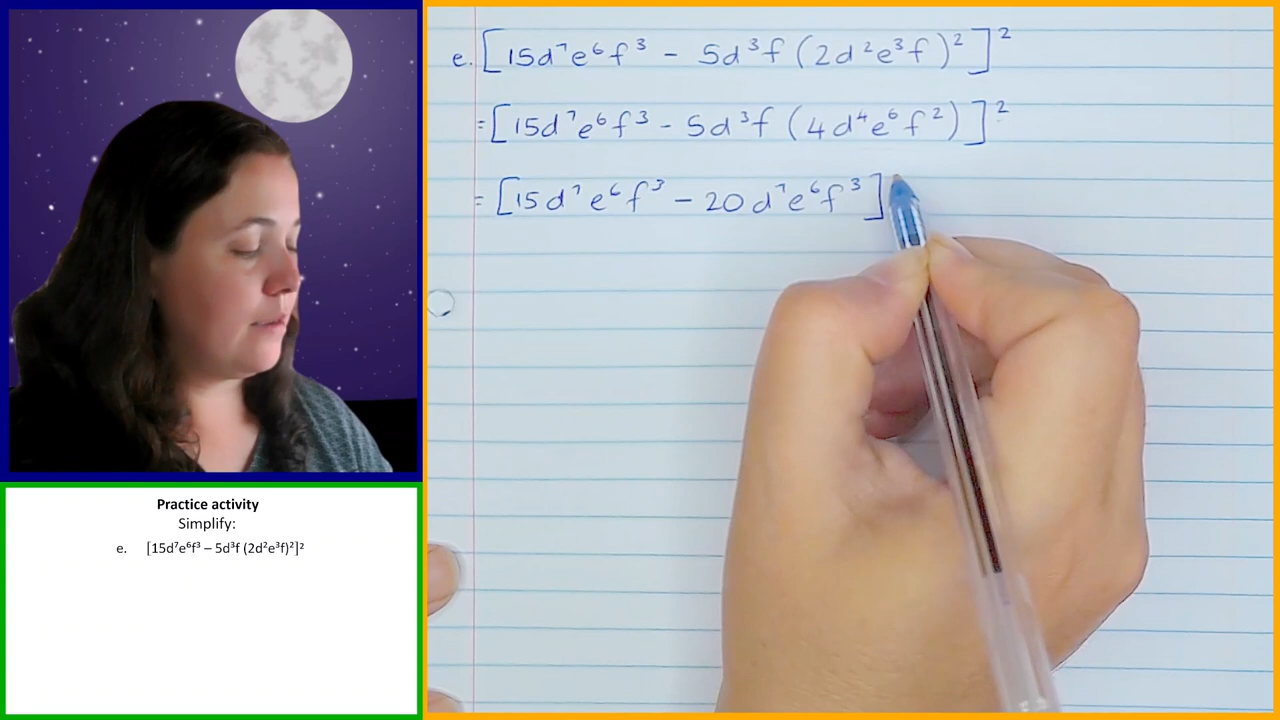 e. [15d⁷e⁶f³ - 5d³f (2d²e³f)²]²
= [15d⁷e⁶f³ - 5d³f (4d⁴e⁶f²)]²
= [15d⁷e⁶f³ - 20d⁷e⁶f³]
Practice activity
Simplify:
e. [15d⁷e⁶f³ – 5d³f (2d²e³f)²]²